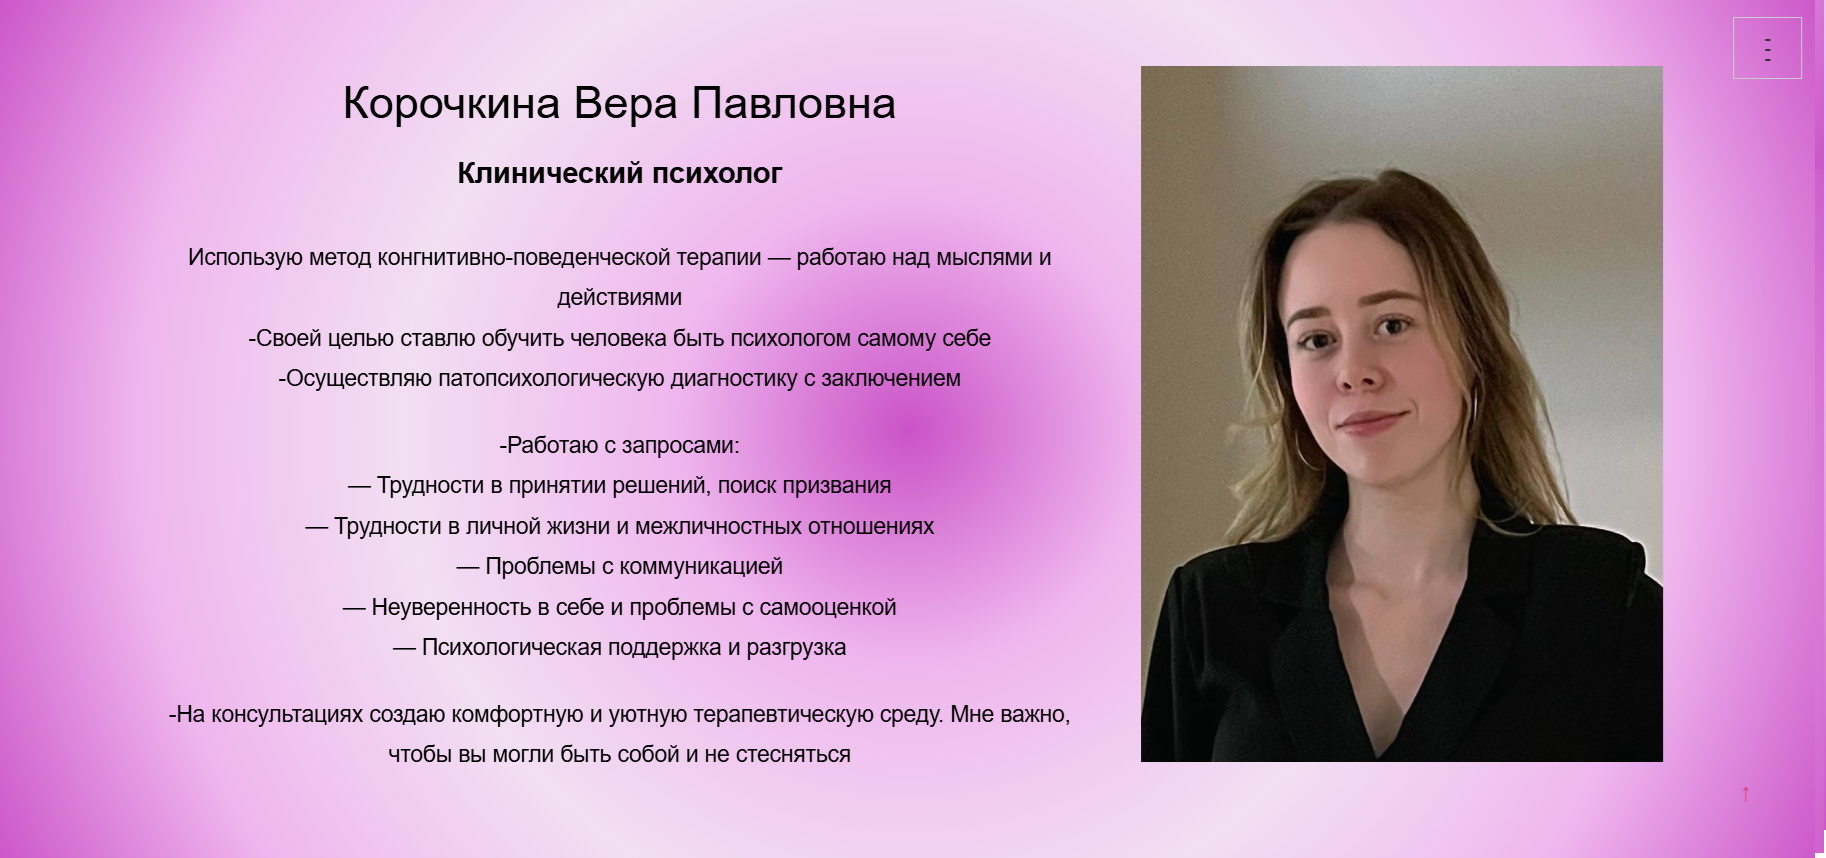 Корочкина Вера Павловна
Клинический психолог
Использую метод конгнитивно-поведенческой терапии — работаю над мыслями и
действиями
-Своей целью ставлю обучить человека быть психологом самому себе
-Осуществляю патопсихологическую диагностику с заключением
-Работаю с запросами:
— Трудности в принятии решений, поиск призвания
— Трудности в личной жизни и межличностных отношениях
— Проблемы с коммуникацией
— Неуверенность в себе и проблемы с самооценкой
— Психологическая поддержка и разгрузка
-На консультациях создаю комфортную и уютную терапевтическую среду. Мне важно,
чтобы вы могли быть собой и не стесняться
↑